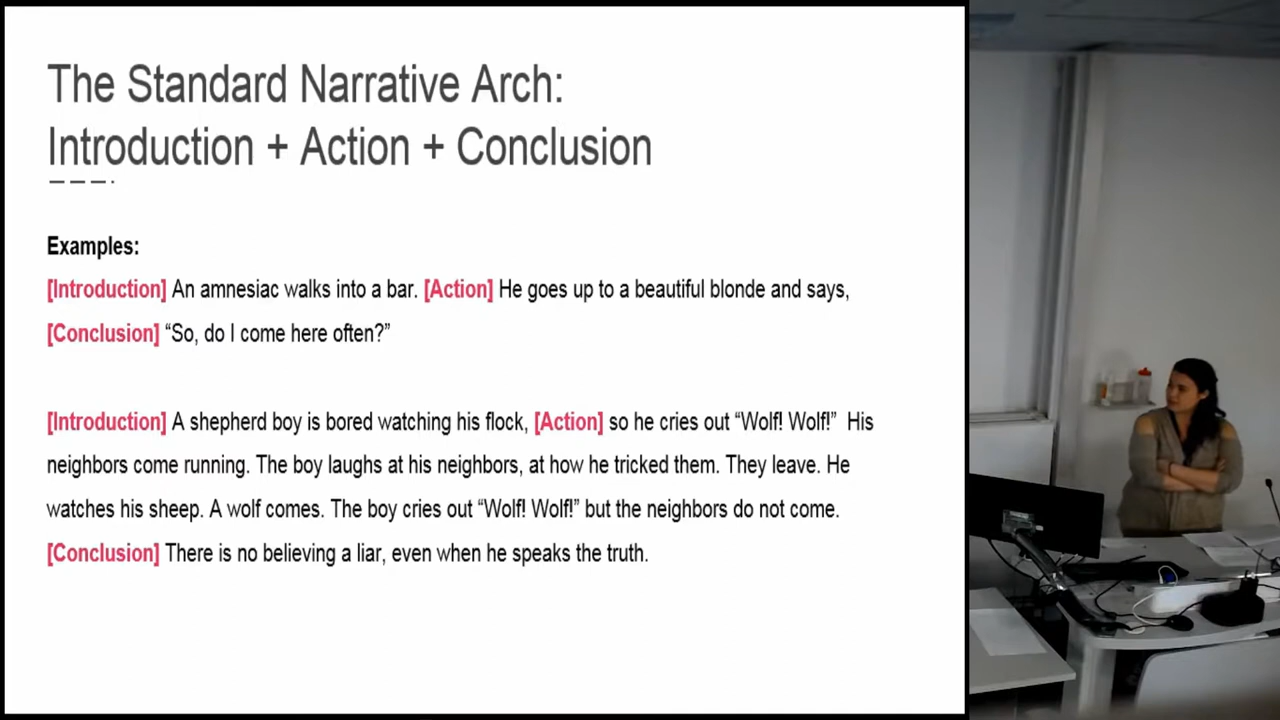 The Standard Narrative Arch:
Introduction + Action + Conclusion
Examples:
[Introduction] An amnesiac walks into a bar. [Action] He goes up to a beautiful blonde and says,
[Conclusion] “So, do I come here often?”
[Introduction] A shepherd boy is bored watching his flock, [Action] so he cries out “Wolf! Wolf!”  His
neighbors come running. The boy laughs at his neighbors, at how he tricked them. They leave. He
watches his sheep. A wolf comes. The boy cries out “Wolf! Wolf!” but the neighbors do not come.
[Conclusion] There is no believing a liar, even when he speaks the truth.